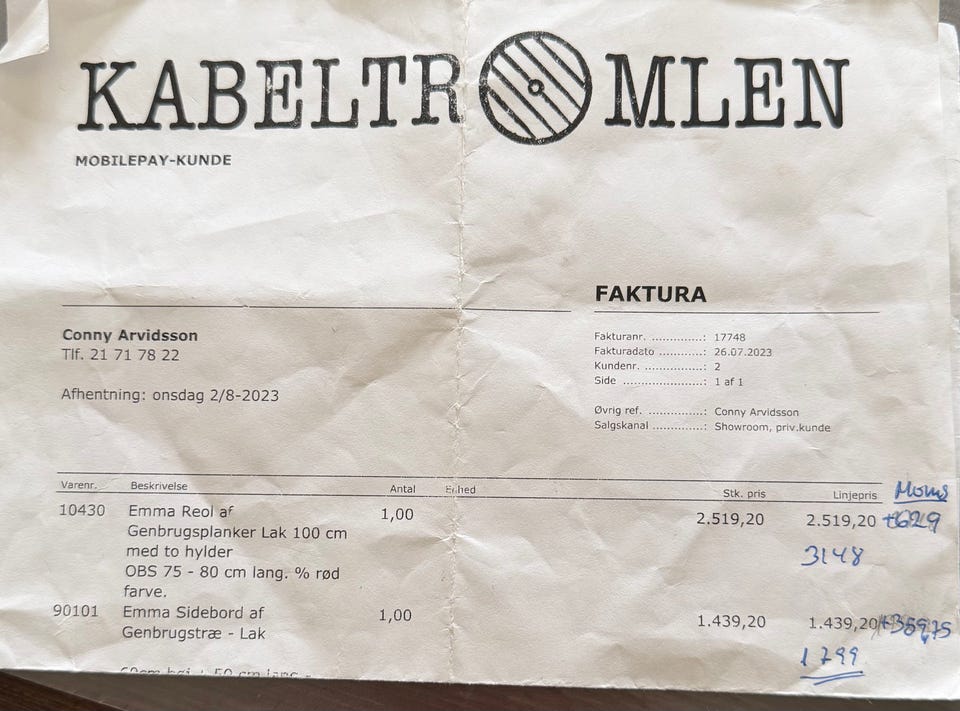 KABELTROMLEN
MOBILEPAY-KUNDE
FAKTURA
Conny Arvidsson
Tlf. 21 71 78 22
Afhentning: onsdag 2/8-2023
Fakturanr. ..............: 17748
Fakturadato ............: 26.07.2023
Kundenr. ................: 2
Side ......................: 1 af 1
Øvrig ref. ...............: Conny Arvidsson
Salgskanal ..............: Showroom, priv.kunde
Varenr. Beskrivelse Antal Enhed Stk. pris Linjepris Moms
10430 Emma Reol af 1,00 2.519,20 2.519,20 +629
Genbrugsplanker Lak 100 cm
med to hylder 3148
OBS 75 - 80 cm lang. % rød
farve.
90101 Emma Sidebord af 1,00 1.439,20 1.439,20
Genbrugstræ - Lak
1799